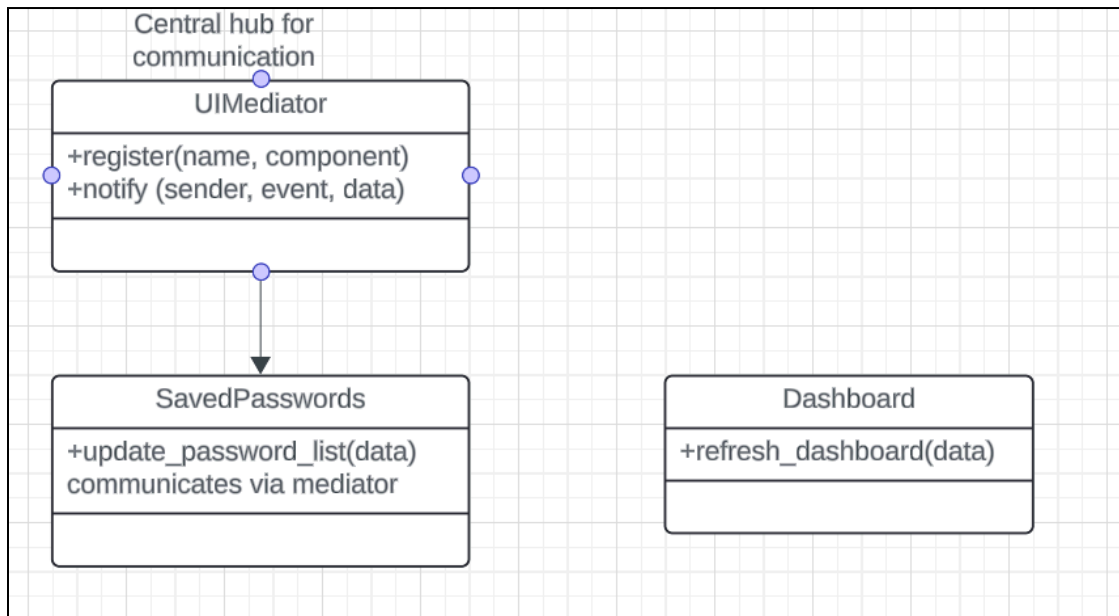 Central hub for
communication
UIMediator
+register(name, component)
+notify (sender, event, data)
SavedPasswords
+update_password_list(data)
communicates via mediator
Dashboard
+refresh_dashboard(data)